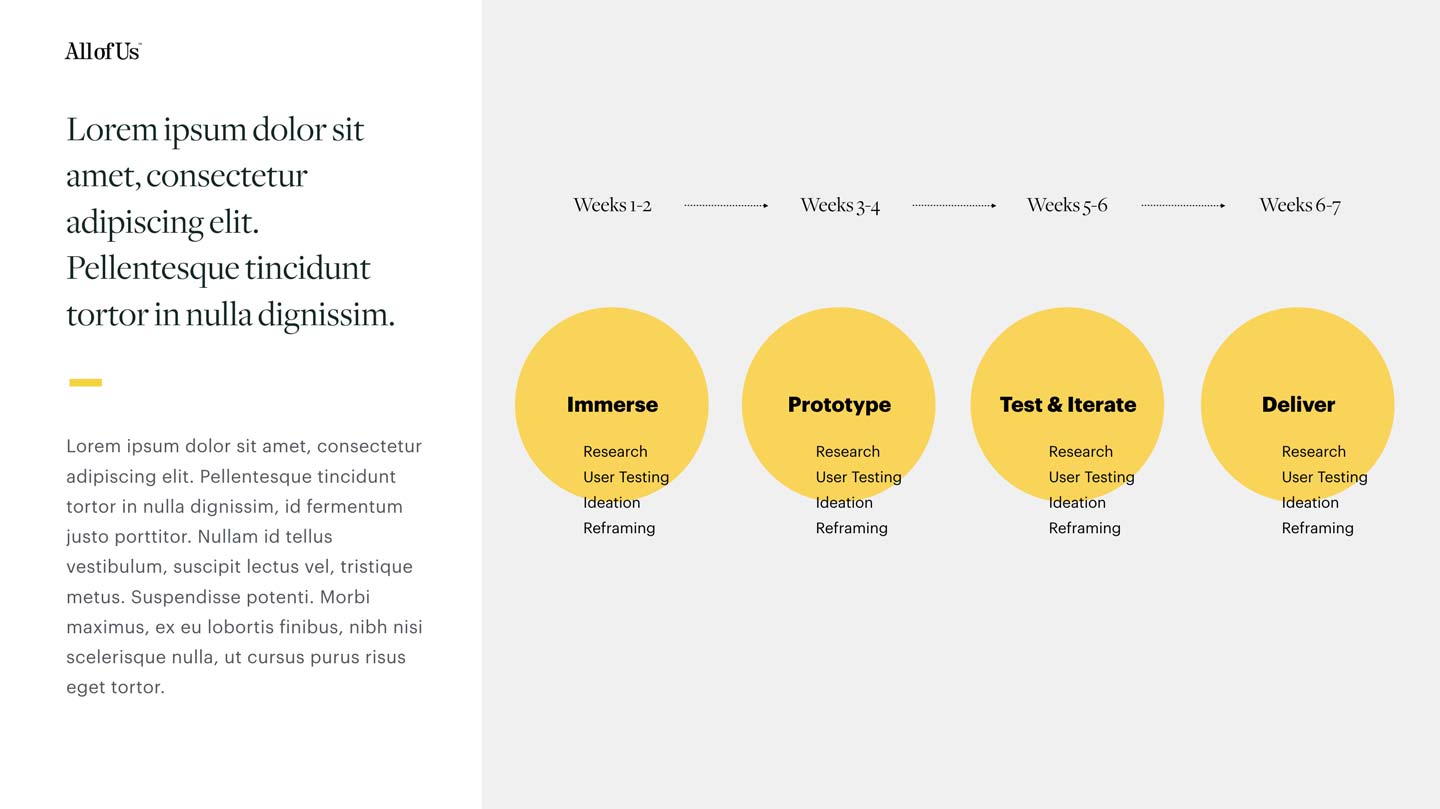 All of Us™
Lorem ipsum dolor sit
amet, consectetur
adipiscing elit.
Pellentesque tincidunt
tortor in nulla dignissim.
Lorem ipsum dolor sit amet, consectetur
adipiscing elit. Pellentesque tincidunt
tortor in nulla dignissim, id fermentum
justo porttitor. Nullam id tellus
vestibulum, suscipit lectus vel, tristique
metus. Suspendisse potenti. Morbi
maximus, ex eu lobortis finibus, nibh nisi
scelerisque nulla, ut cursus purus risus
eget tortor.
Weeks 1-2
Weeks 3-4
Weeks 5-6
Weeks 6-7
Immerse
Research
User Testing
Ideation
Reframing
Prototype
Research
User Testing
Ideation
Reframing
Test & Iterate
Research
User Testing
Ideation
Reframing
Deliver
Research
User Testing
Ideation
Reframing